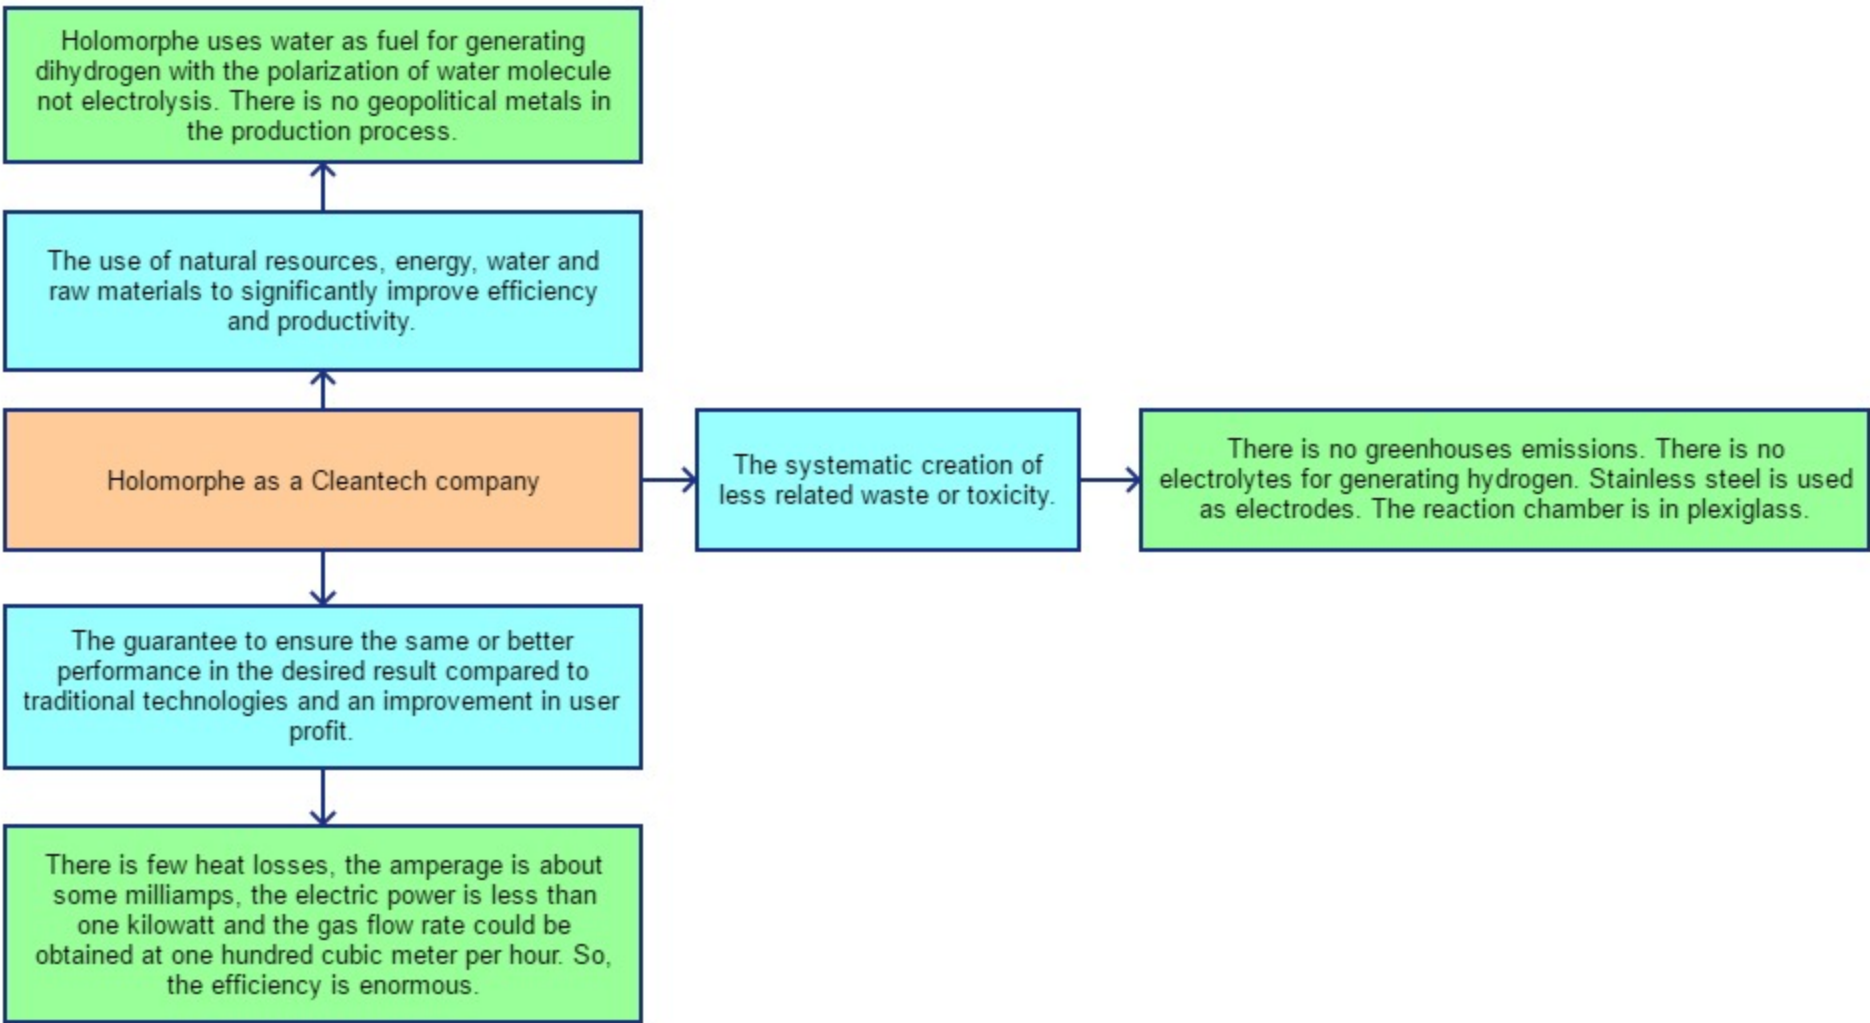 Holomorphe uses water as fuel for generating
dihydrogen with the polarization of water molecule
not electrolysis. There is no geopolitical metals in
the production process.
The use of natural resources, energy, water and
raw materials to significantly improve efficiency
and productivity.
Holomorphe as a Cleantech company
The systematic creation of
less related waste or toxicity.
There is no greenhouses emissions. There is no
electrolytes for generating hydrogen. Stainless steel is used
as electrodes. The reaction chamber is in plexiglass.
The guarantee to ensure the same or better
performance in the desired result compared to
traditional technologies and an improvement in user
profit.
There is few heat losses, the amperage is about
some milliamps, the electric power is less than
one kilowatt and the gas flow rate could be
obtained at one hundred cubic meter per hour. So,
the efficiency is enormous.